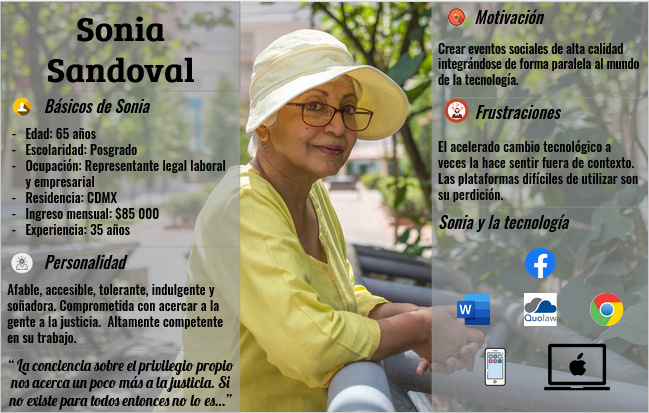 Sonia
Sandoval
Básicos de Sonia
- Edad: 65 años
- Escolaridad: Posgrado
- Ocupación: Representante legal laboral
y empresarial
- Residencia: CDMX
- Ingreso mensual: $85 000
- Experiencia: 35 años
Personalidad
Afable, accesible, tolerante, indulgente y
soñadora. Comprometida con acercar a la
gente a la justicia. Altamente competente
en su trabajo.
“ La conciencia sobre el privilegio propio
nos acerca un poco más a la justicia. Si
no existe para todos entonces no lo es...”
Motivación
Crear eventos sociales de alta calidad
integrándose de forma paralela al mundo
de la tecnología.
Frustraciones
El acelerado cambio tecnológico a
veces la hace sentir fuera de contexto.
Las plataformas difíciles de utilizar son
su perdición.
Sonia y la tecnología
W
Quolaw